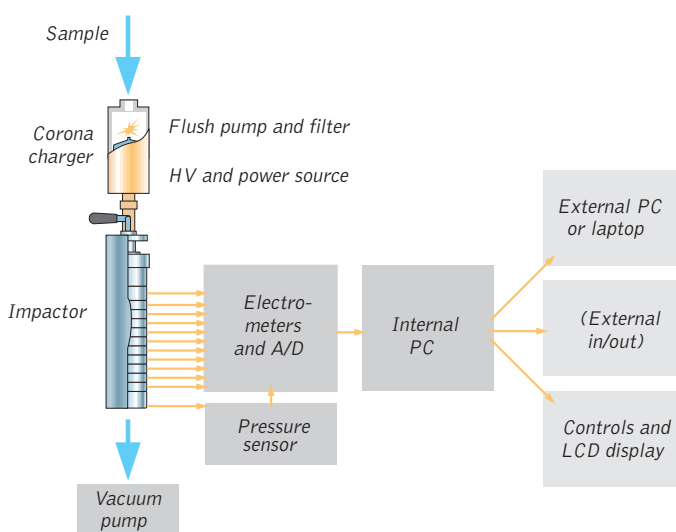 Sample
Corona
charger
Flush pump and filter
HV and power source
Impactor
Electro-
meters
and A/D
Pressure
sensor
Internal
PC
External PC
or laptop
(External
in/out)
Controls and
LCD display
Vacuum
pump